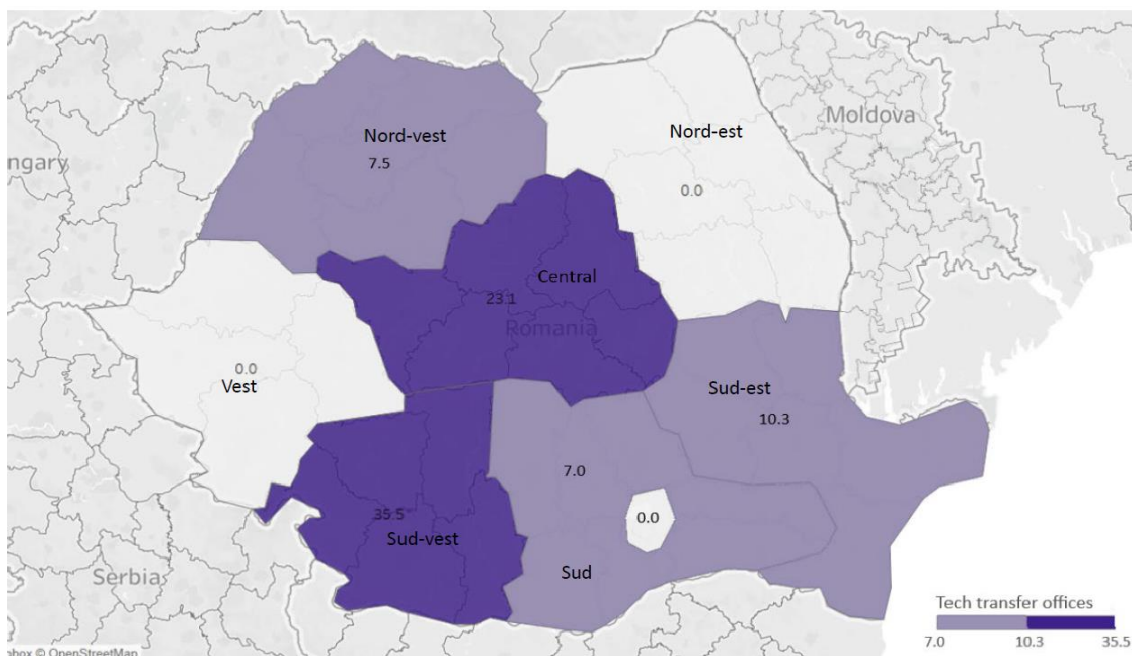 Nord-vest
7.5
Nord-est
0.0
Moldova
ngary
Central
23.1
Romania
0.0
Vest
Sud-est
10.3
7.0
35.5
Sud-vest
0.0
Sud
Serbia
Tech transfer offices
7.0 10.3 35.5
© OpenStreetMap